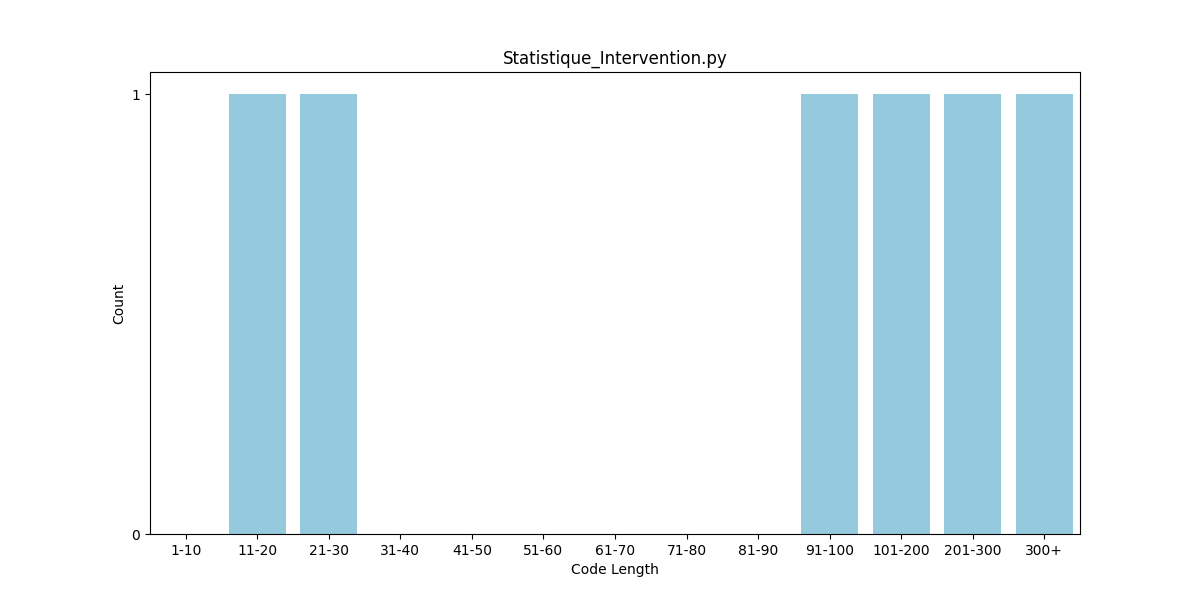 Statistique_Intervention.py
Count
1
0
1-10 11-20 21-30 31-40 41-50 51-60 61-70 71-80 81-90 91-100 101-200 201-300 300+
Code Length